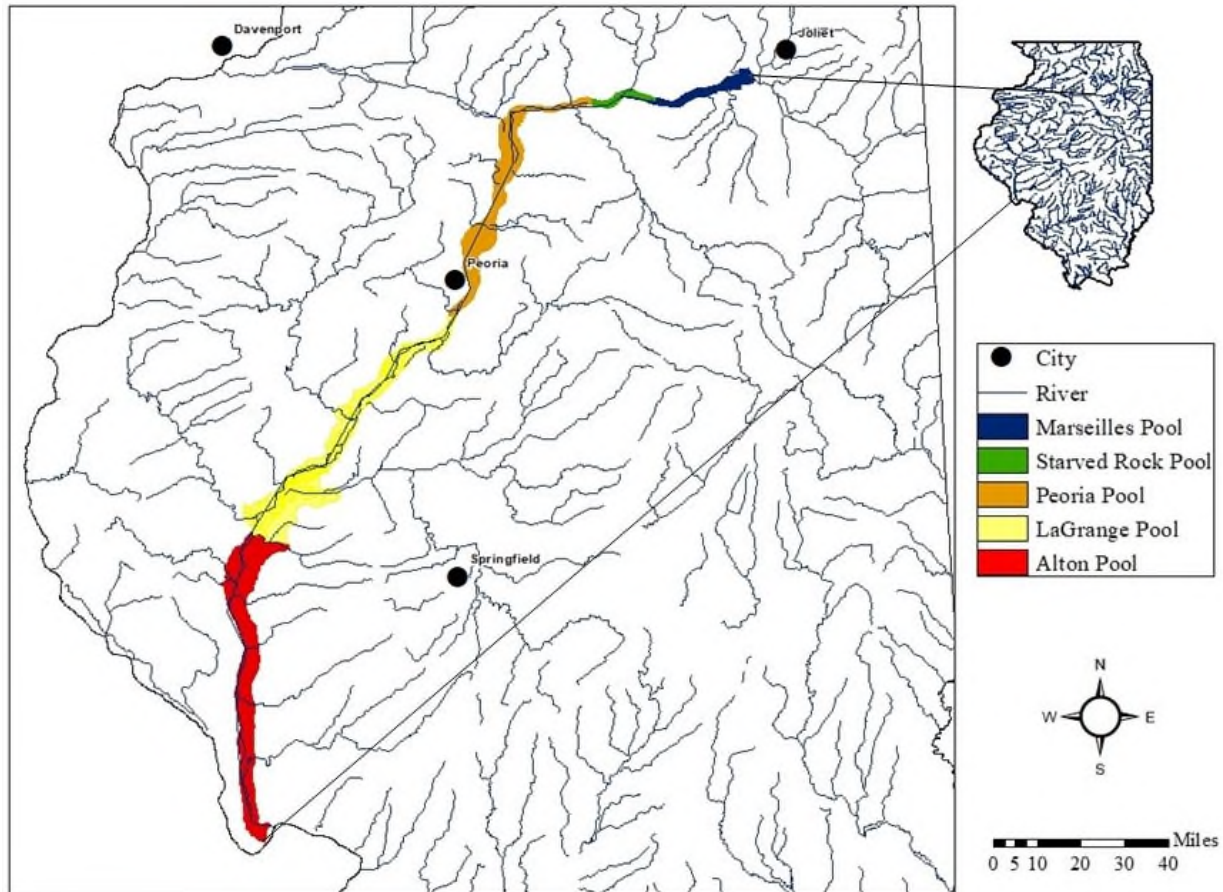 Davenport
Joliet
Peoria
Springfield
City
River
Marseilles Pool
Starved Rock Pool
Peoria Pool
LaGrange Pool
Alton Pool
N
W E
S
Miles
0 5 10 20 30 40